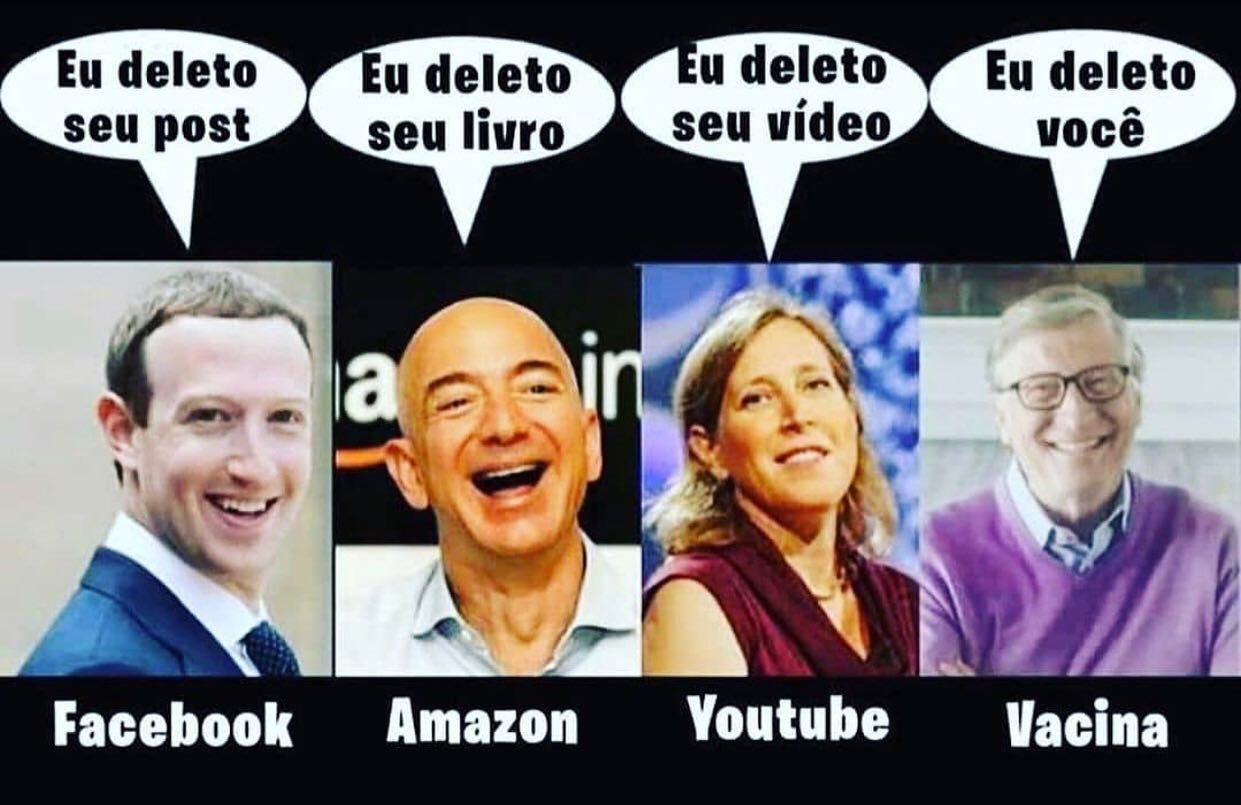 Eu deleto
seu post
Eu deleto
seu livro
Eu deleto
seu vídeo
Eu deleto
você
a
in
Facebook
Amazon
Youtube
Vacina